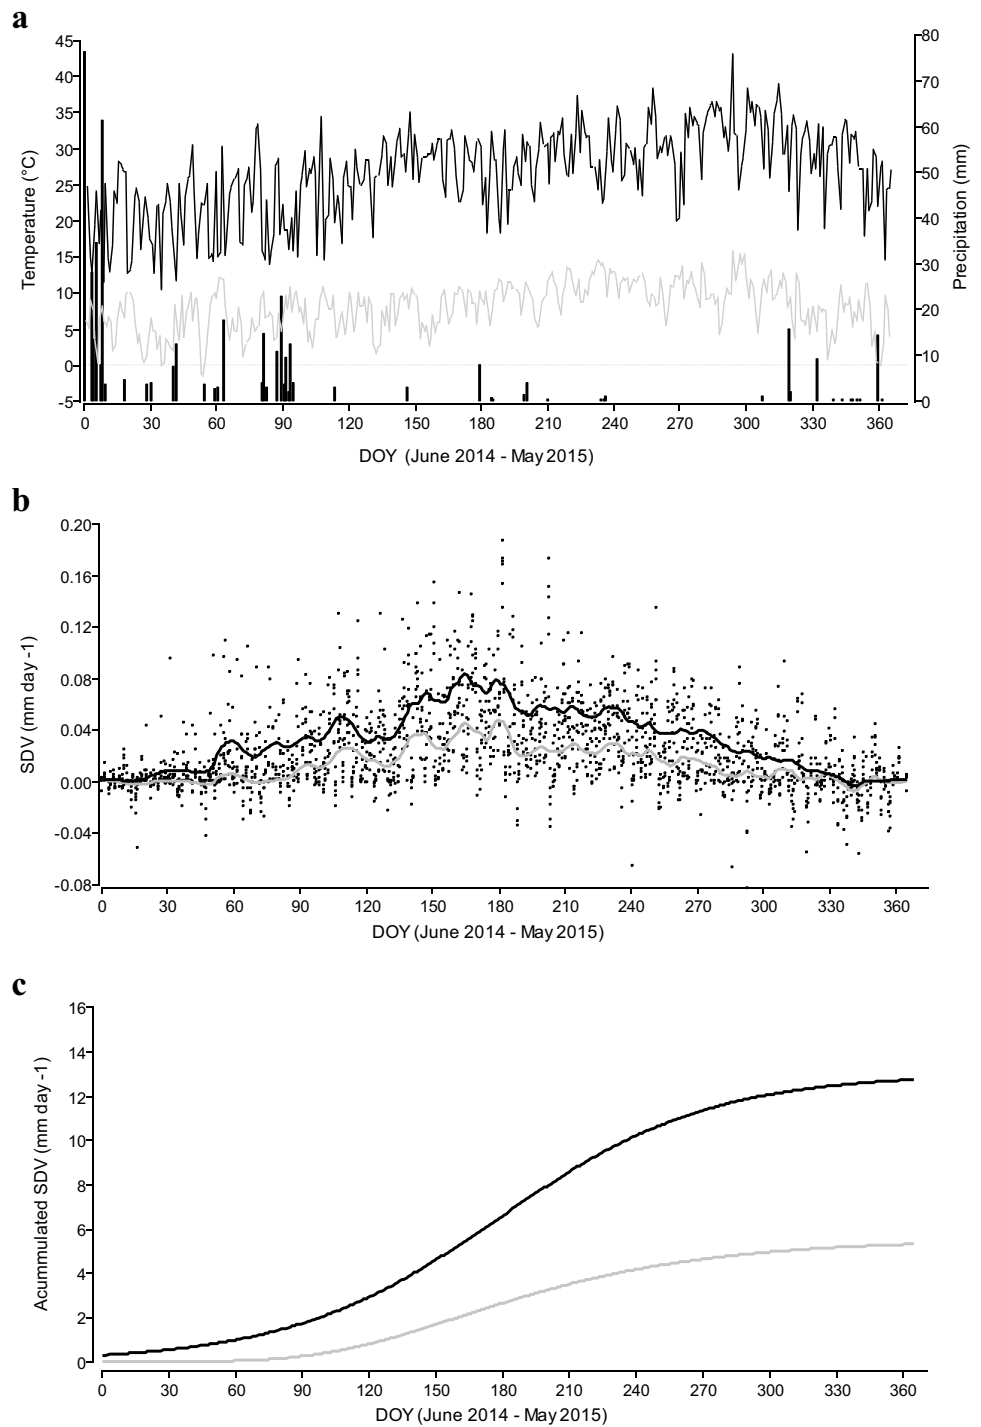 a
45
40
35
30
25
20
15
10
5
0
-5
Temperature (°C)
80
70
60
50
40
30
20
10
0
Precipitation (mm)
0 30 60 90 120 150 180 210 240 270 300 330 360
DOY (June 2014 - May 2015)
b
0.20
0.16
0.12
0.08
0.04
0.00
-0.04
-0.08
SDV (mm day -1)
0 30 60 90 120 150 180 210 240 270 300 330 360
DOY (June 2014 - May 2015)
c
16
14
12
10
8
6
4
2
0
Acummulated SDV (mm day -1)
0 30 60 90 120 150 180 210 240 270 300 330 360
DOY (June 2014 - May 2015)